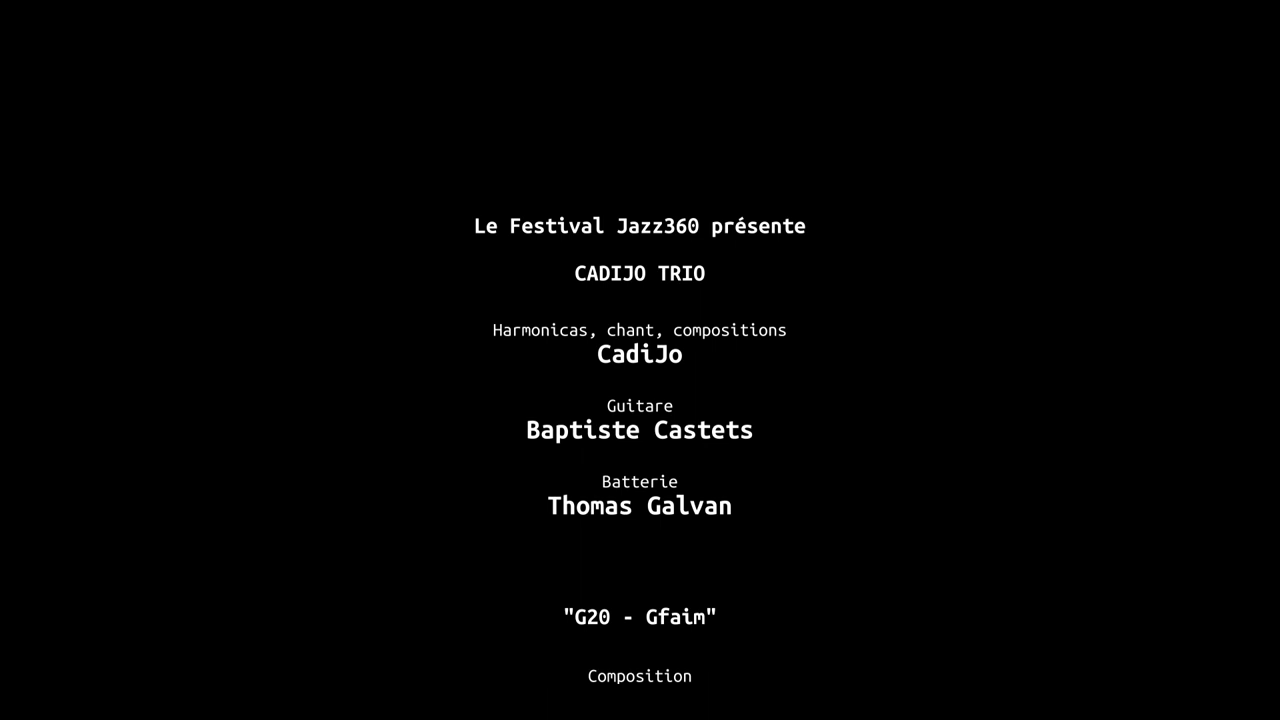 Le Festival Jazz360 présente
CADIJO TRIO
Harmonicas, chant, compositions
CadiJo
Guitare
Baptiste Castets
Batterie
Thomas Galvan
"G20 - Gfaim"
Composition